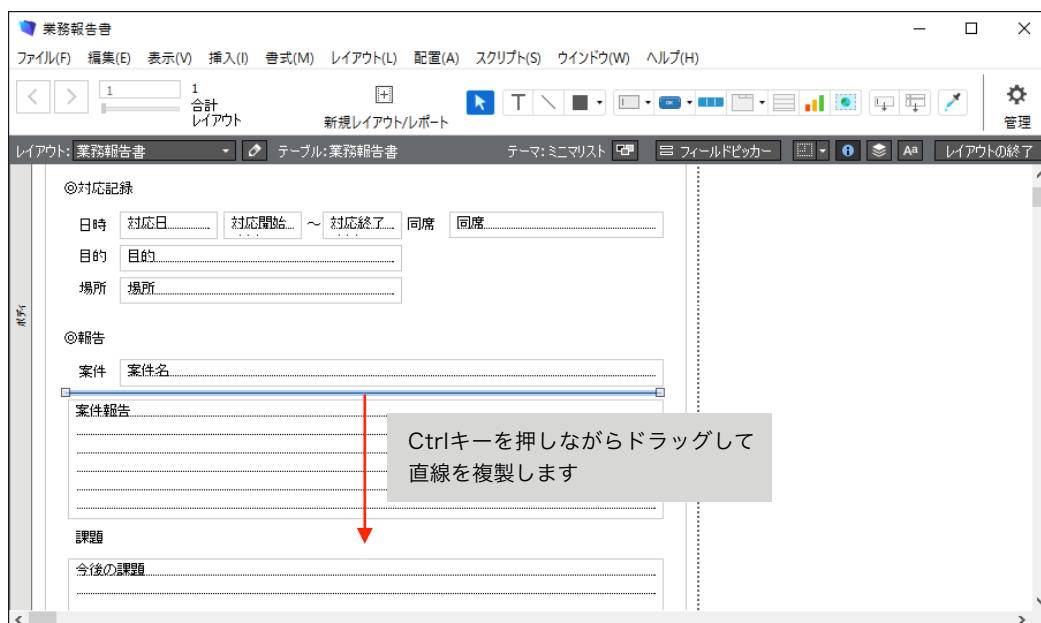 業務報告書
ファイル(F) 編集(E) 表示(V) 挿入(I) 書式(M) レイアウト(L) 配置(A) スクリプト(S) ウインドウ(W) ヘルプ(H)
1
1
合計
レイアウト
新規レイアウト/レポート
管理
レイアウト: 業務報告書 テーブル: 業務報告書 テーマ: ミニマリスト フィールドピッカー Aa レイアウトの終了
◎対応記録
日時 対応日 対応開始 ～ 対応終了 同席 同席
目的 目的
場所 場所
ボディ
◎報告
案件 案件名
案件報告
Ctrlキーを押しながらドラッグして
直線を複製します
課題
今後の課題